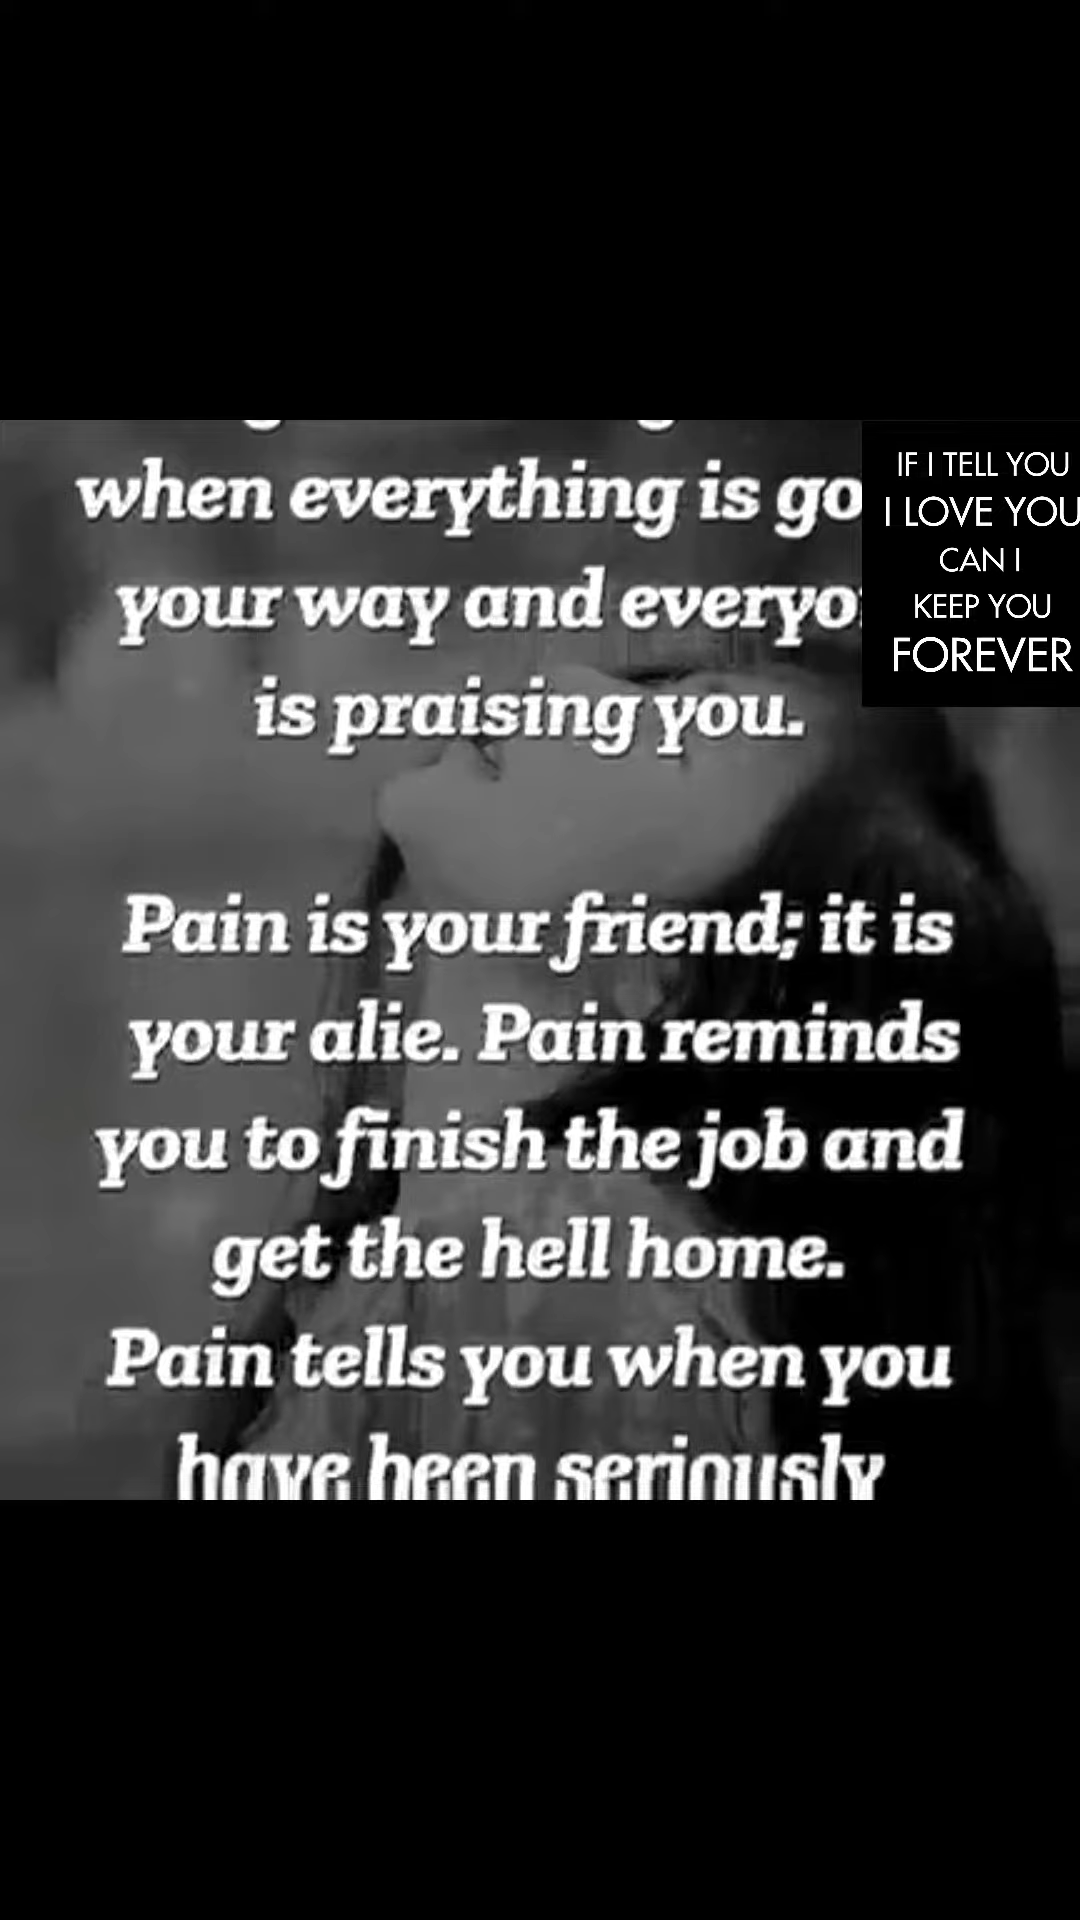 when everything is go
your way and everyo
is praising you.
Pain is your friend; it is
your alie. Pain reminds
you to finish the job and
get the hell home.
Pain tells you when you
have been seriously
IF I TELL YOU
I LOVE YOU
CAN I
KEEP YOU
FOREVER